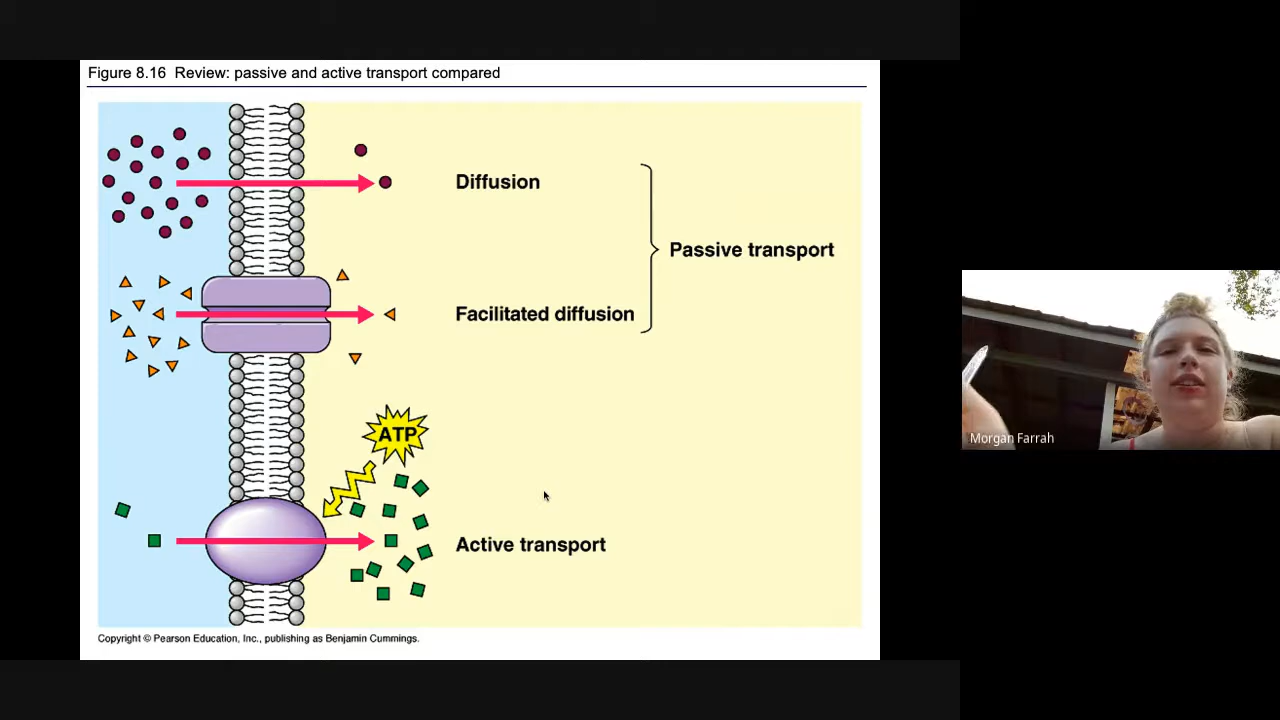 Figure 8.16 Review: passive and active transport compared
Diffusion
Passive transport
Facilitated diffusion
ATP
Active transport
Copyright © Pearson Education, Inc., publishing as Benjamin Cummings.
Morgan Farrah